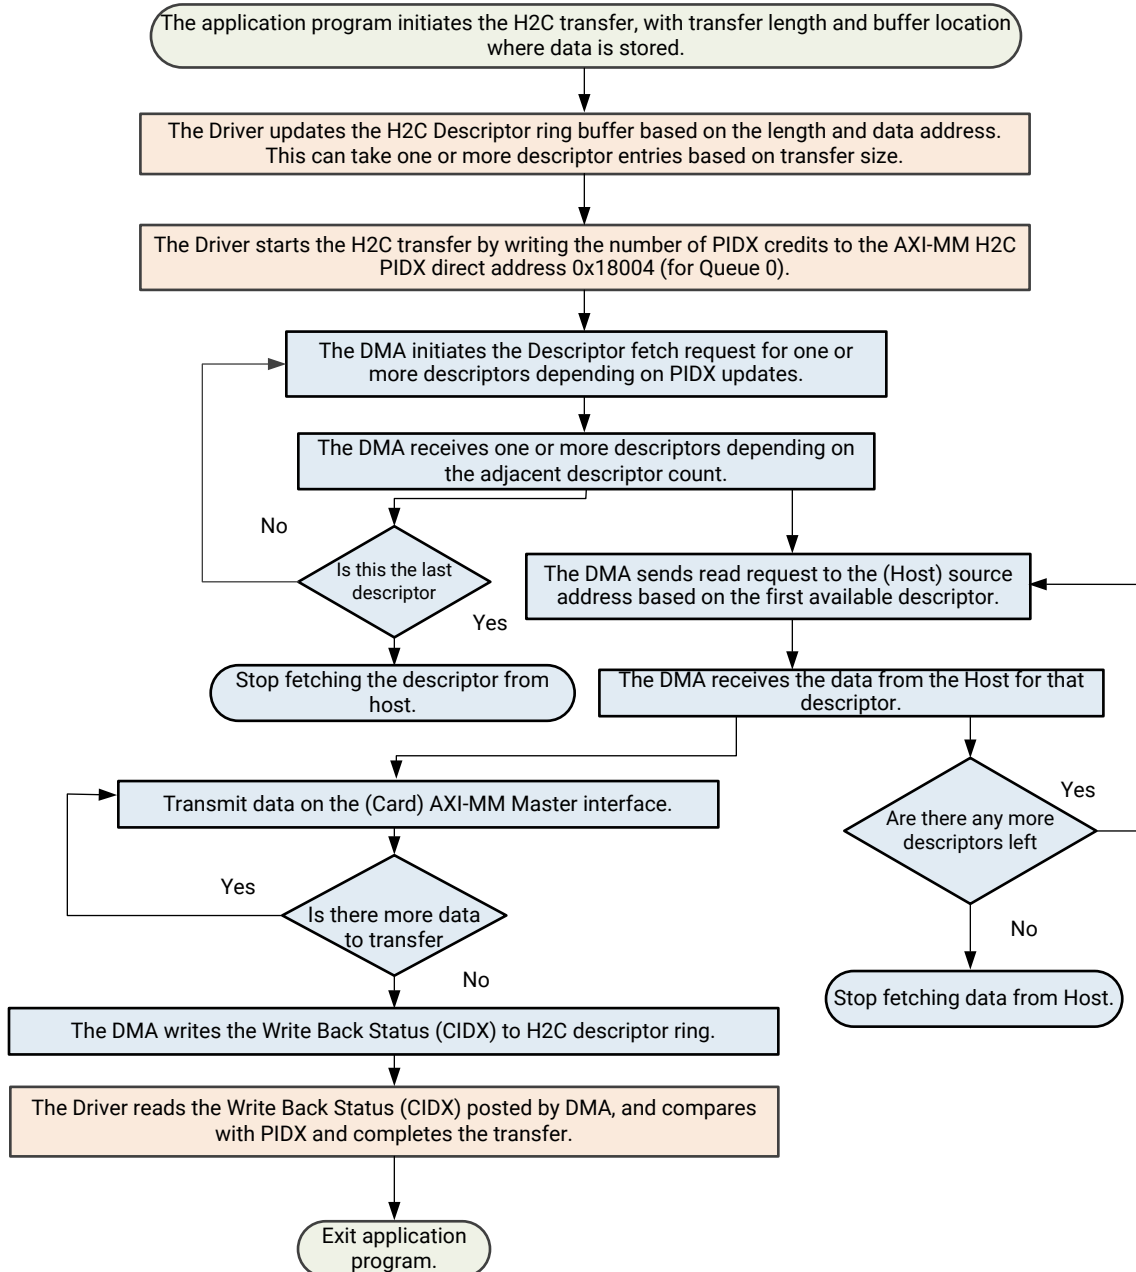 The application program initiates the H2C transfer, with transfer length and buffer location
where data is stored.
The Driver updates the H2C Descriptor ring buffer based on the length and data address.
This can take one or more descriptor entries based on transfer size.
The Driver starts the H2C transfer by writing the number of PIDX credits to the AXI-MM H2C
PIDX direct address 0x18004 (for Queue 0).
The DMA initiates the Descriptor fetch request for one or
more descriptors depending on PIDX updates.
The DMA receives one or more descriptors depending on
the adjacent descriptor count.
No
Is this the last
descriptor
Yes
Stop fetching the descriptor from
host.
The DMA sends read request to the (Host) source
address based on the first available descriptor.
The DMA receives the data from the Host for that
descriptor.
Yes
Are there any more
descriptors left
No
Stop fetching data from Host.
Transmit data on the (Card) AXI-MM Master interface.
Yes
Is there more data
to transfer
No
The DMA writes the Write Back Status (CIDX) to H2C descriptor ring.
The Driver reads the Write Back Status (CIDX) posted by DMA, and compares
with PIDX and completes the transfer.
Exit application
program.